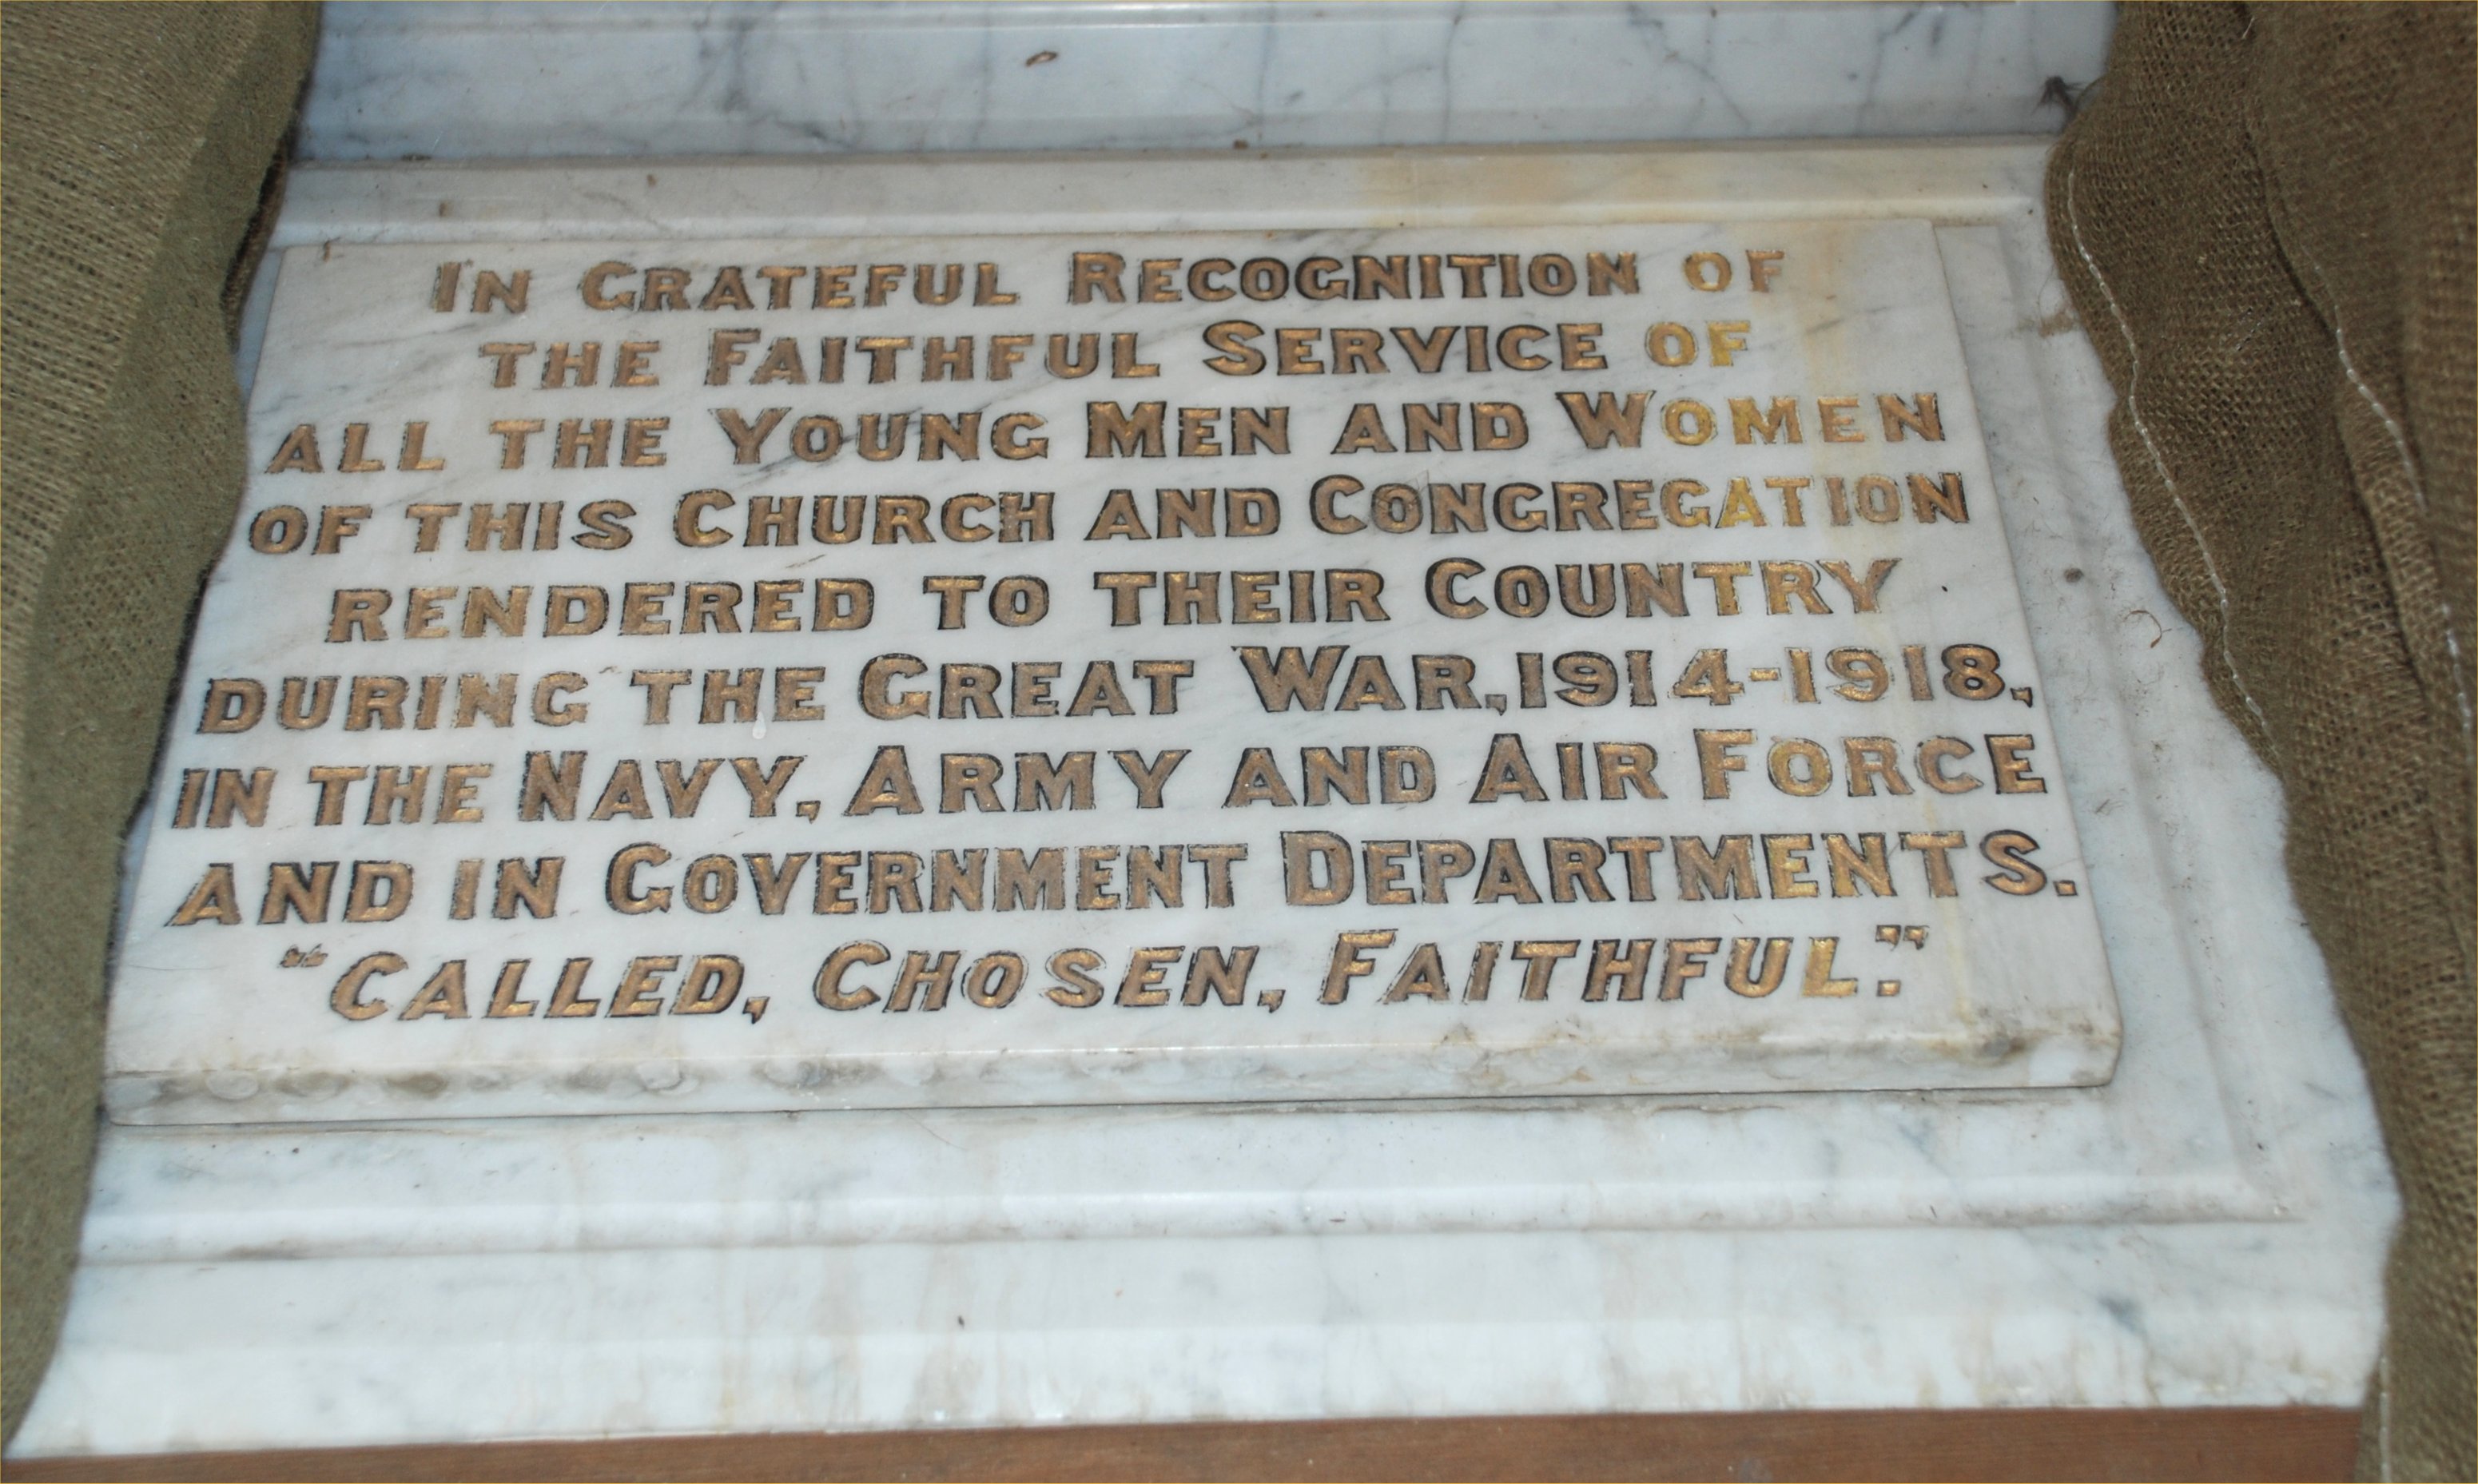 In Grateful Recognition of
the Faithful Service of
all the Young Men and Women
of this Church and Congregation
rendered to their Country
during the Great War, 1914-1918,
in the Navy, Army and Air Force
and in Government Departments.
"Called, Chosen, Faithful."